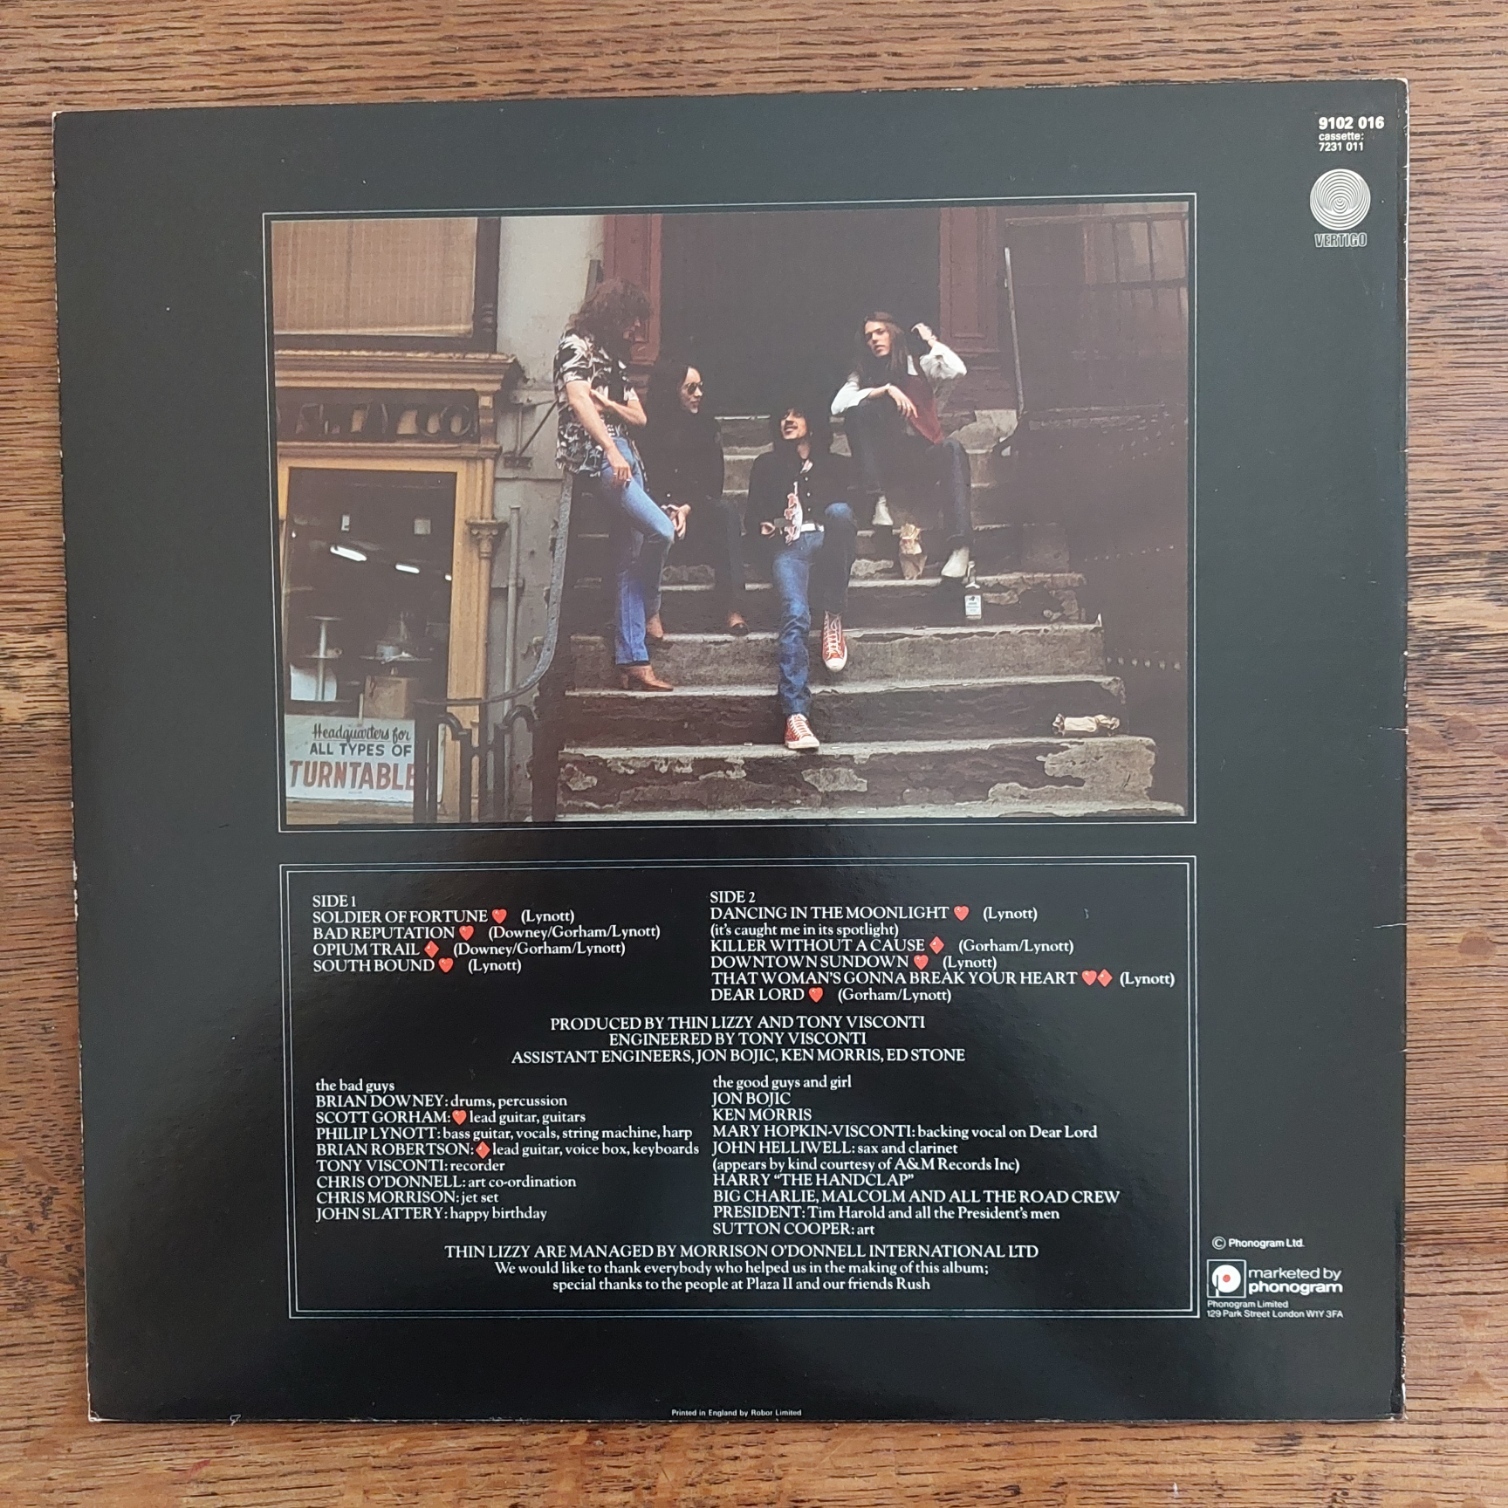 9102 016
cassette:
7231 011
VERTIGO
Headquarters for
ALL TYPES OF
TURNTABLE
SIDE 1
SOLDIER OF FORTUNE ♥ (Lynott)
BAD REPUTATION ♥ (Downey/Gorham/Lynott)
OPIUM TRAIL ♦ (Downey/Gorham/Lynott)
SOUTH BOUND ♥ (Lynott)
SIDE 2
DANCING IN THE MOONLIGHT ♥ (Lynott)
(it's caught me in its spotlight)
KILLER WITHOUT A CAUSE ♦ (Gorham/Lynott)
DOWNTOWN SUNDOWN ♥ (Lynott)
THAT WOMAN'S GONNA BREAK YOUR HEART ♥♦ (Lynott)
DEAR LORD ♥ (Gorham/Lynott)
PRODUCED BY THIN LIZZY AND TONY VISCONTI
ENGINEERED BY TONY VISCONTI
ASSISTANT ENGINEERS, JON BOJIC, KEN MORRIS, ED STONE
the bad guys
BRIAN DOWNEY: drums, percussion
SCOTT GORHAM: ♥ lead guitar, guitars
PHILIP LYNOTT: bass guitar, vocals, string machine, harp
BRIAN ROBERTSON: ♦ lead guitar, voice box, keyboards
TONY VISCONTI: recorder
CHRIS O'DONNELL: art co-ordination
CHRIS MORRISON: jet set
JOHN SLATTERY: happy birthday
the good guys and girl
JON BOJIC
KEN MORRIS
MARY HOPKIN-VISCONTI: backing vocal on Dear Lord
JOHN HELLIWELL: sax and clarinet
(appears by kind courtesy of A&M Records Inc)
HARRY "THE HANDCLAP"
BIG CHARLIE, MALCOLM AND ALL THE ROAD CREW
PRESIDENT: Tim Harold and all the President's men
SUTTON COOPER: art
THIN LIZZY ARE MANAGED BY MORRISON O'DONNELL INTERNATIONAL LTD
We would like to thank everybody who helped us in the making of this album;
special thanks to the people at Plaza II and our friends Rush
© Phonogram Ltd.
marketed by
phonogram
Phonogram Limited
129 Park Street London W1Y 3FA
Printed in England by Robor Limited